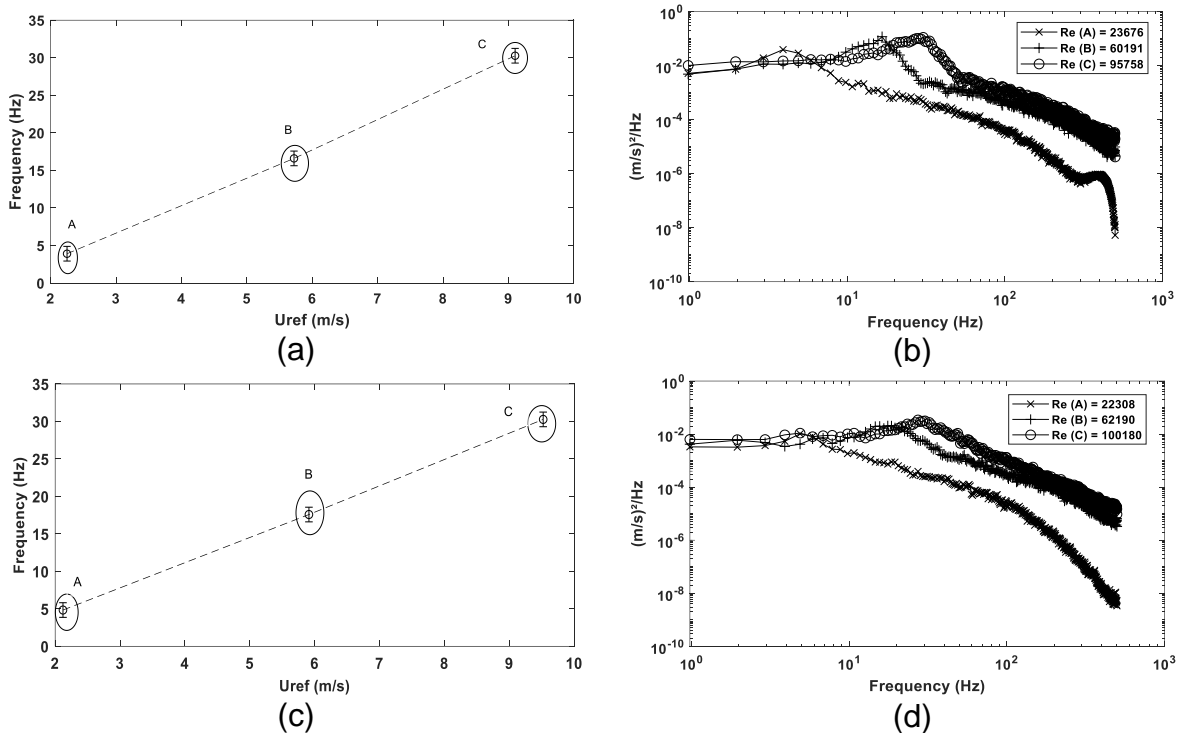 35
30
25
20
15
10
5
0
Frequency (Hz)
A
B
C
2 3 4 5 6 7 8 9 10
Uref (m/s)
(a)
10^0
10^-2
10^-4
10^-6
10^-8
10^-10
(m/s)²/Hz
Re (A) = 23676
Re (B) = 60191
Re (C) = 95758
10^0 10^1 10^2 10^3
Frequency (Hz)
(b)
35
30
25
20
15
10
5
0
Frequency (Hz)
A
B
C
2 3 4 5 6 7 8 9 10
Uref (m/s)
(c)
10^0
10^-2
10^-4
10^-6
10^-8
10^-10
(m/s)²/Hz
Re (A) = 22308
Re (B) = 62190
Re (C) = 100180
10^0 10^1 10^2 10^3
Frequency (Hz)
(d)